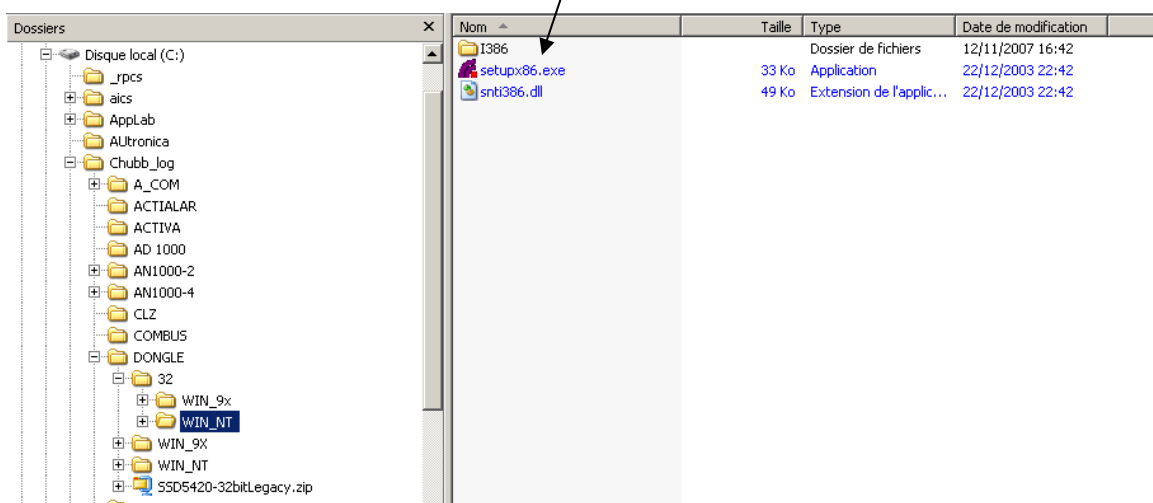 Dossiers
Disque local (C:)
_rpcs
aics
AppLab
AUtronica
Chubb_log
A_COM
ACTIALAR
ACTIVA
AD 1000
AN1000-2
AN1000-4
CLZ
COMBUS
DONGLE
32
WIN_9x
WIN_NT
WIN_9X
WIN_NT
SSD5420-32bitLegacy.zip
Nom Taille Type Date de modification
I386 Dossier de fichiers 12/11/2007 16:42
setupx86.exe 33 Ko Application 22/12/2003 22:42
snti386.dll 49 Ko Extension de l'applic... 22/12/2003 22:42